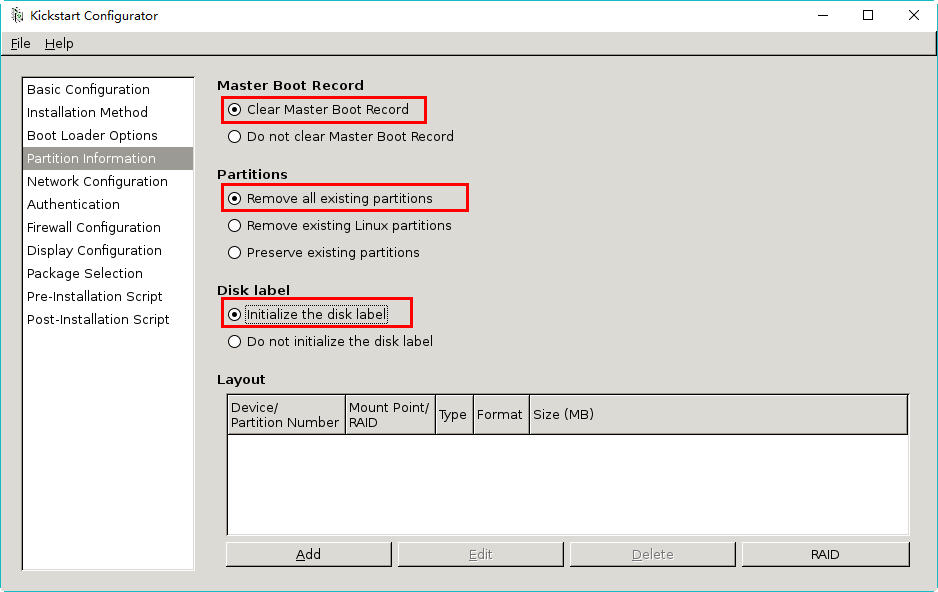 Kickstart Configurator
File Help
Basic Configuration
Installation Method
Boot Loader Options
Partition Information
Network Configuration
Authentication
Firewall Configuration
Display Configuration
Package Selection
Pre-Installation Script
Post-Installation Script
Master Boot Record
Clear Master Boot Record
Do not clear Master Boot Record
Partitions
Remove all existing partitions
Remove existing Linux partitions
Preserve existing partitions
Disk label
Initialize the disk label
Do not initialize the disk label
Layout
Device/
Partition Number
Mount Point/
RAID
Type
Format
Size (MB)
Add
Edit
Delete
RAID